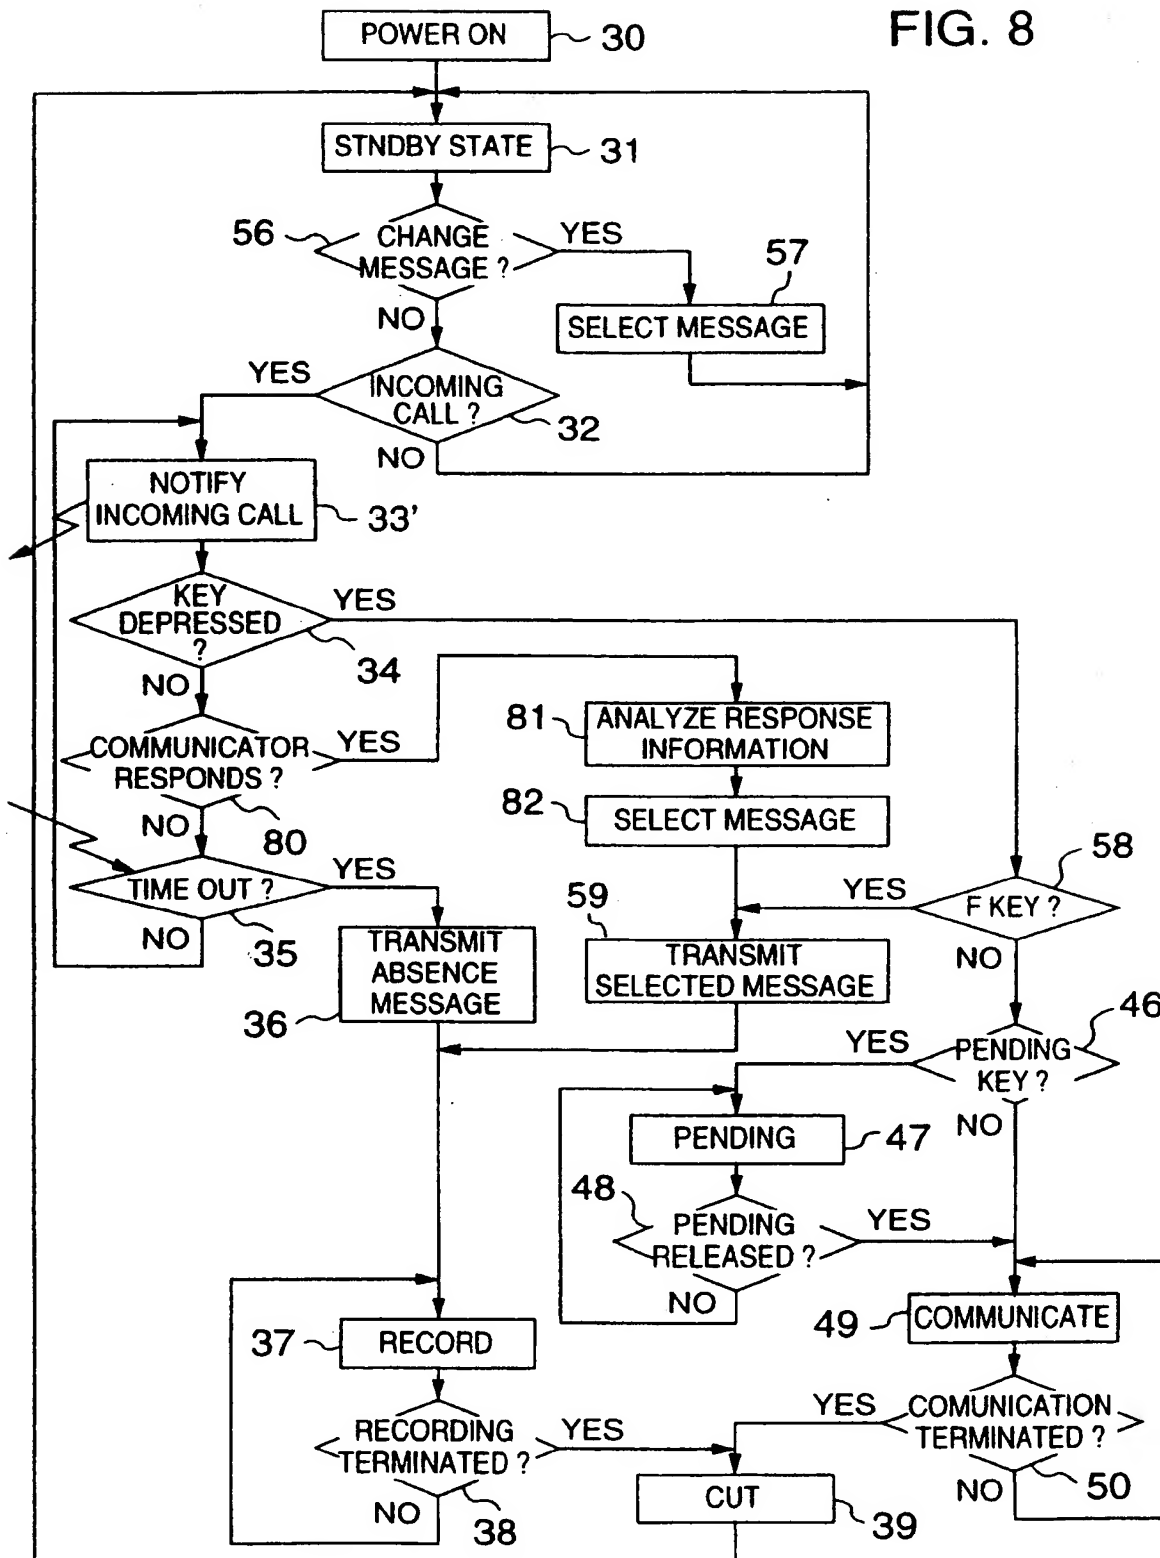 FIG. 8
POWER ON
30
STNDBY STATE
31
56
CHANGE
MESSAGE ?
YES
57
NO
SELECT MESSAGE
YES
INCOMING
CALL ?
32
NO
NOTIFY
INCOMING CALL
33'
KEY
DEPRESSED
?
YES
34
NO
81
ANALYZE RESPONSE
INFORMATION
COMMUNICATOR
RESPONDS ?
YES
82
SELECT MESSAGE
NO
80
58
TIME OUT ?
YES
YES
F KEY ?
59
NO
35
TRANSMIT
ABSENCE
MESSAGE
TRANSMIT
SELECTED MESSAGE
NO
36
46
YES
PENDING
KEY ?
PENDING
47
NO
48
PENDING
RELEASED ?
YES
NO
49
COMMUNICATE
37
RECORD
YES
COMUNICATION
TERMINATED ?
RECORDING
TERMINATED ?
YES
50
NO
CUT
NO
38
39